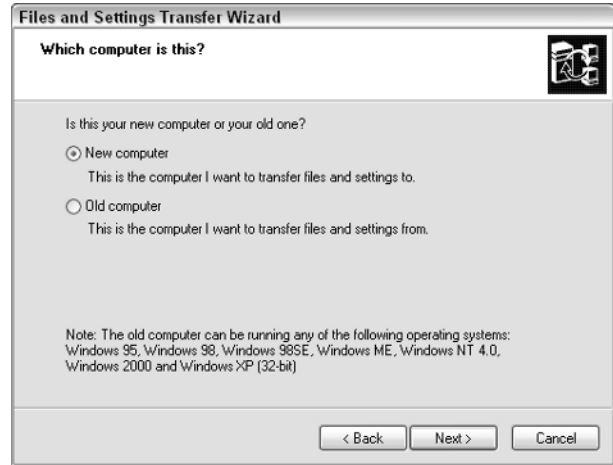 Files and Settings Transfer Wizard
Which computer is this?
Is this your new computer or your old one?
New computer
This is the computer I want to transfer files and settings to.
Old computer
This is the computer I want to transfer files and settings from.
Note: The old computer can be running any of the following operating systems:
Windows 95, Windows 98, Windows 98SE, Windows ME, Windows NT 4.0,
Windows 2000 and Windows XP (32-bit)
< Back Next > Cancel